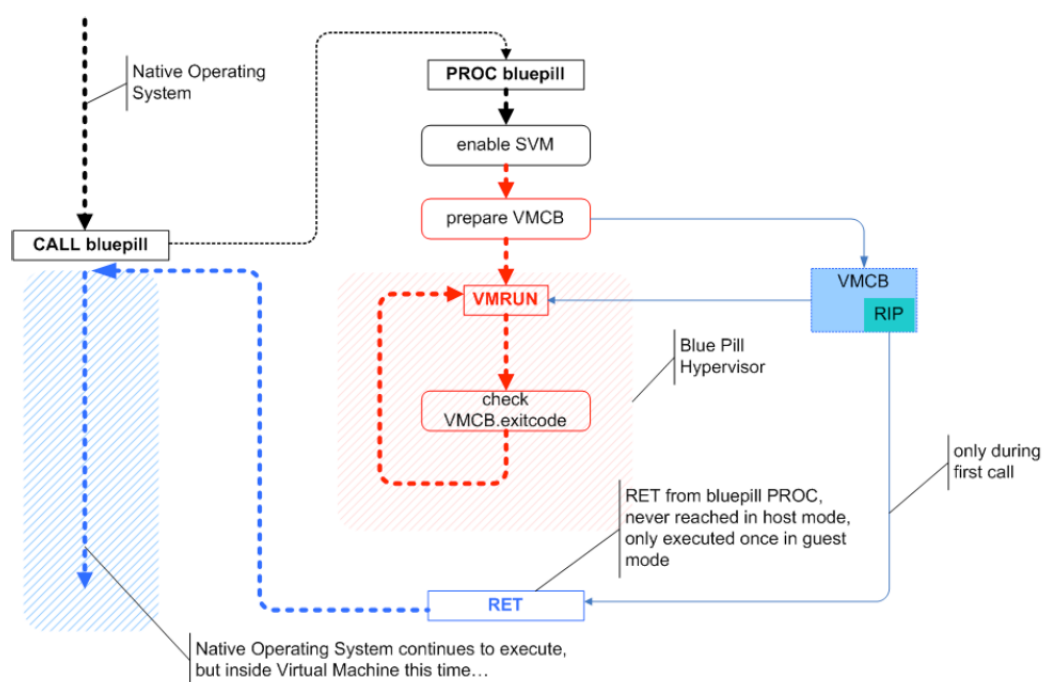 Native Operating
System
PROC bluepill
enable SVM
prepare VMCB
CALL bluepill
VMCB
RIP
VMRUN
Blue Pill
Hypervisor
check
VMCB.exitcode
only during
first call
RET from bluepill PROC,
never reached in host mode,
only executed once in guest
mode
RET
Native Operating System continues to execute,
but inside Virtual Machine this time…